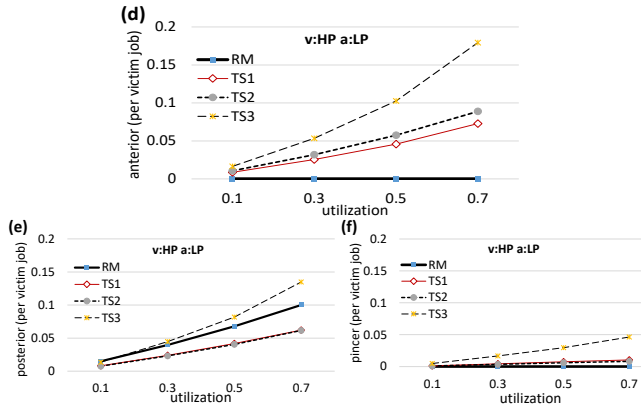 (d)
v:HP a:LP
RM
TS1
TS2
TS3
anterior (per victim job)
0.2
0.15
0.1
0.05
0
0.1 0.3 0.5 0.7
utilization
(e)
v:HP a:LP
RM
TS1
TS2
TS3
posterior (per victim job)
0.2
0.15
0.1
0.05
0
0.1 0.3 0.5 0.7
utilization
(f)
v:HP a:LP
RM
TS1
TS2
TS3
pincer (per victim job)
0.2
0.15
0.1
0.05
0
0.1 0.3 0.5 0.7
utilization